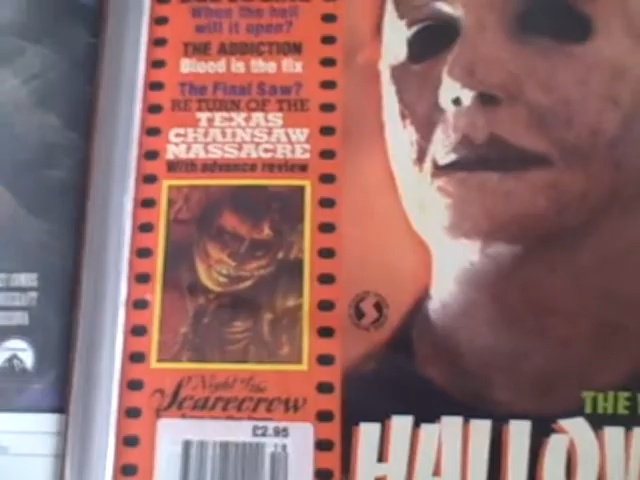 When the hell
will it open?
THE ADDICTION
Blood is the fix
The Final Saw?
RETURN OF THE
TEXAS
CHAINSAW
MASSACRE
With advance review
Night of the
Scarecrow
£2.95
THE
HALLOW